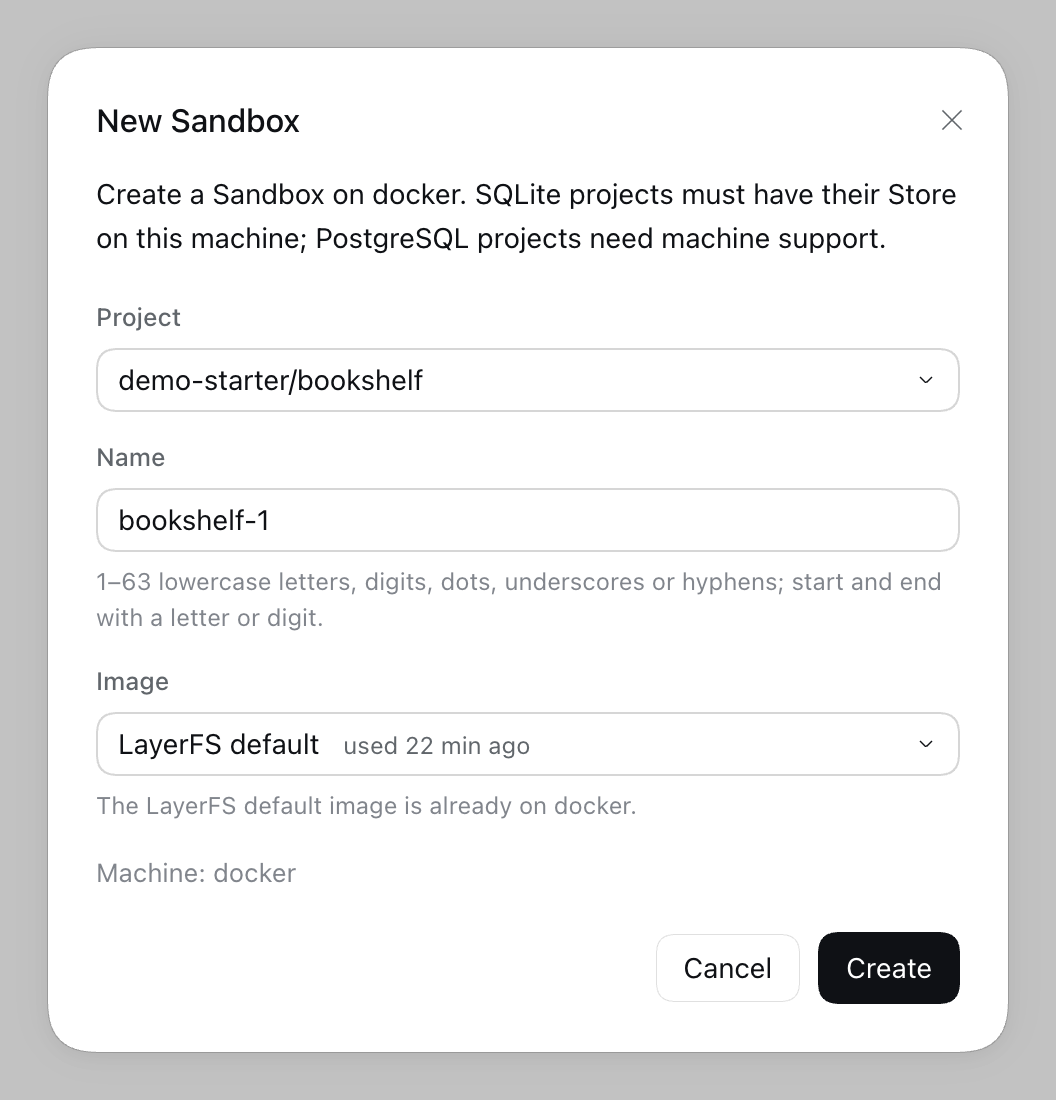 New Sandbox
Create a Sandbox on docker. SQLite projects must have their Store
on this machine; PostgreSQL projects need machine support.
Project
demo-starter/bookshelf
Name
bookshelf-1
1–63 lowercase letters, digits, dots, underscores or hyphens; start and end
with a letter or digit.
Image
LayerFS default used 22 min ago
The LayerFS default image is already on docker.
Machine: docker
Cancel Create